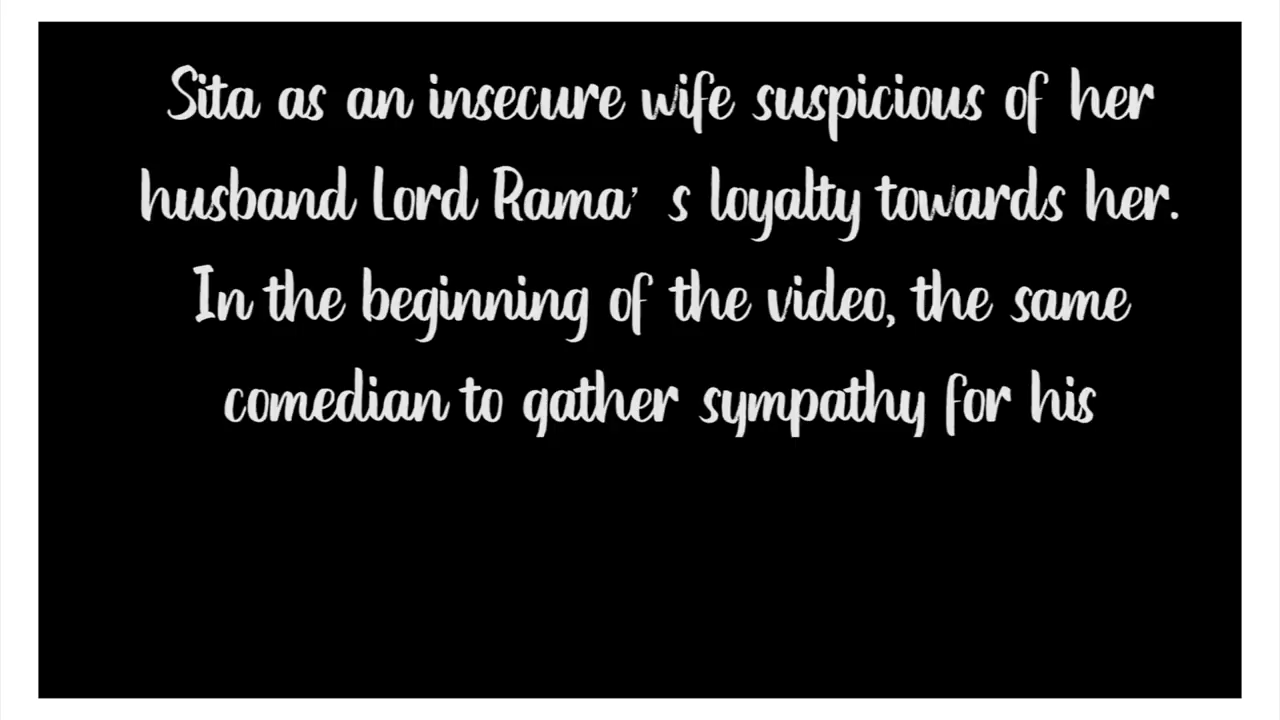 Sita as an insecure wife suspicious of her
husband Lord Rama's loyalty towards her.
In the beginning of the video, the same
comedian to gather sympathy for his